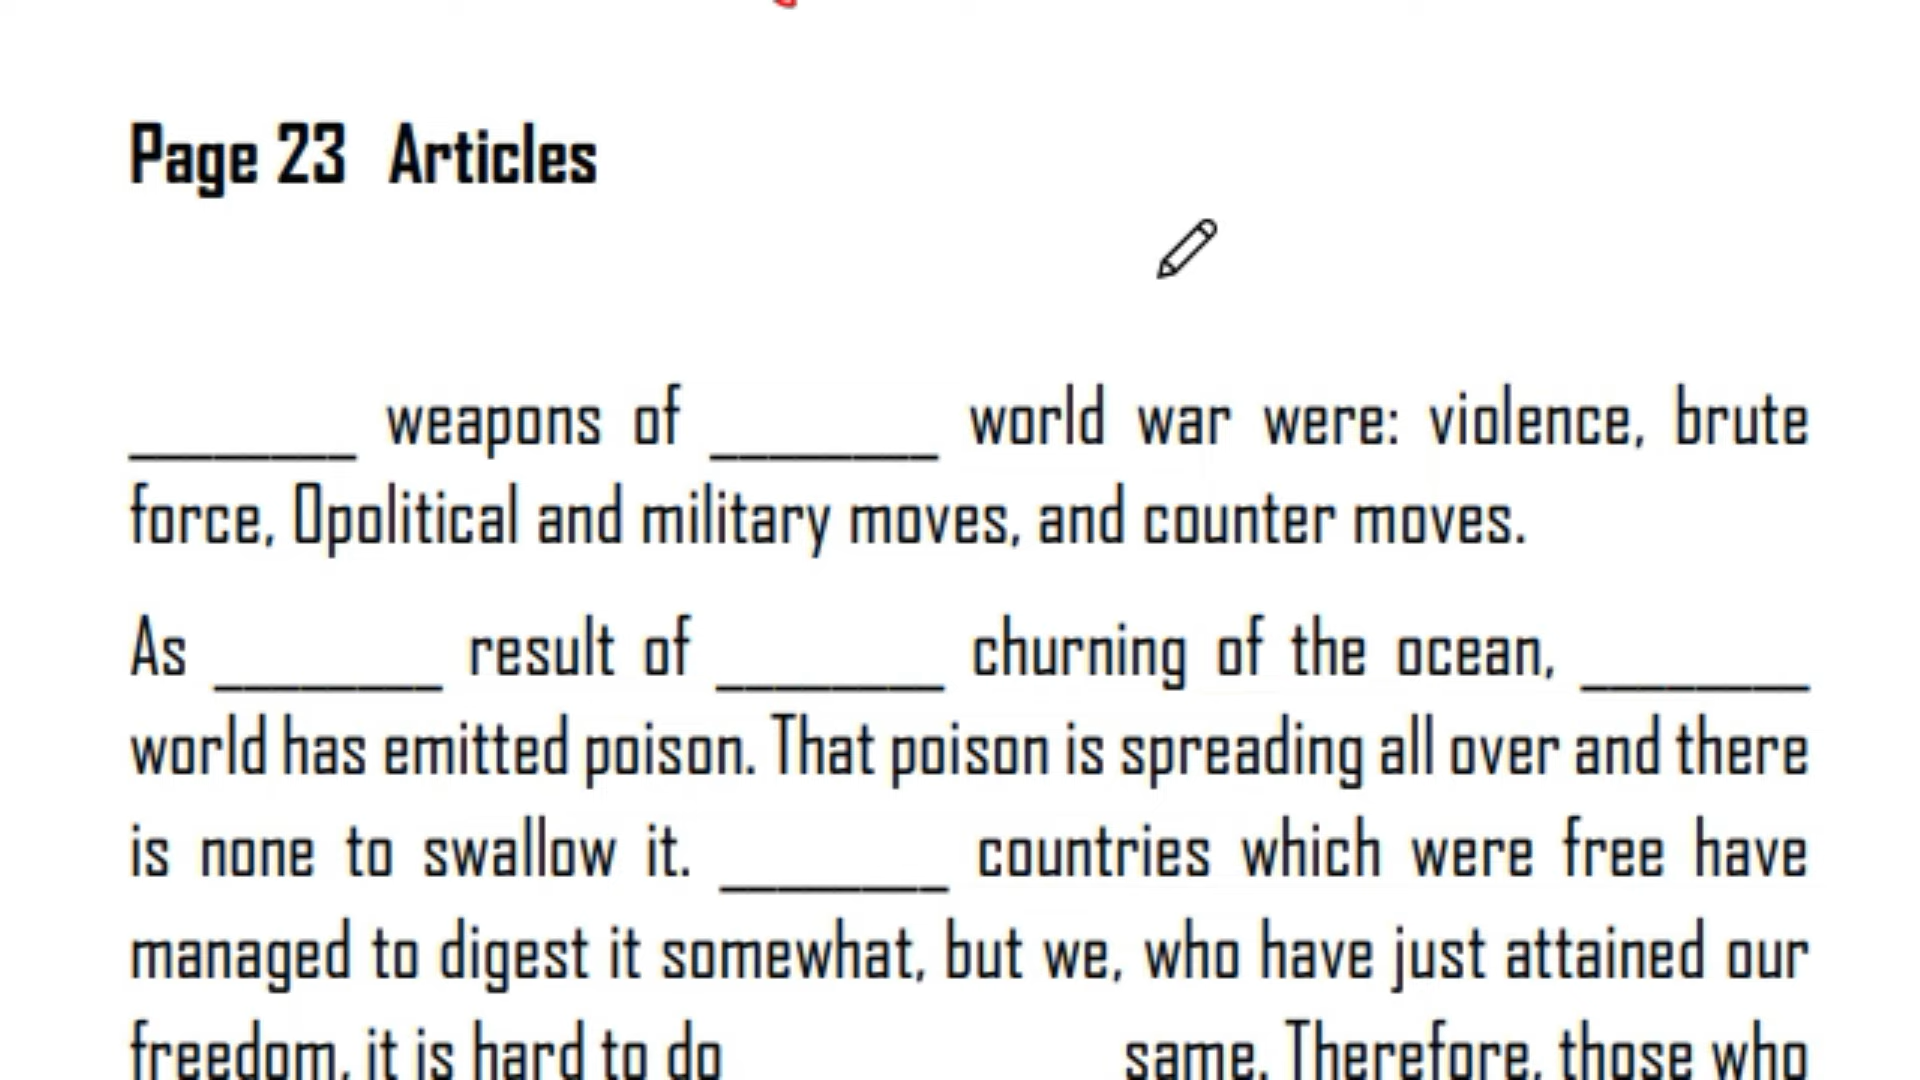 Page 23 Articles
________ weapons of ________ world war were: violence, brute
force, Opolitical and military moves, and counter moves.
As ________ result of ________ churning of the ocean, ________
world has emitted poison. That poison is spreading all over and there
is none to swallow it. ________ countries which were free have
managed to digest it somewhat, but we, who have just attained our
freedom, it is hard to do same. Therefore, those who